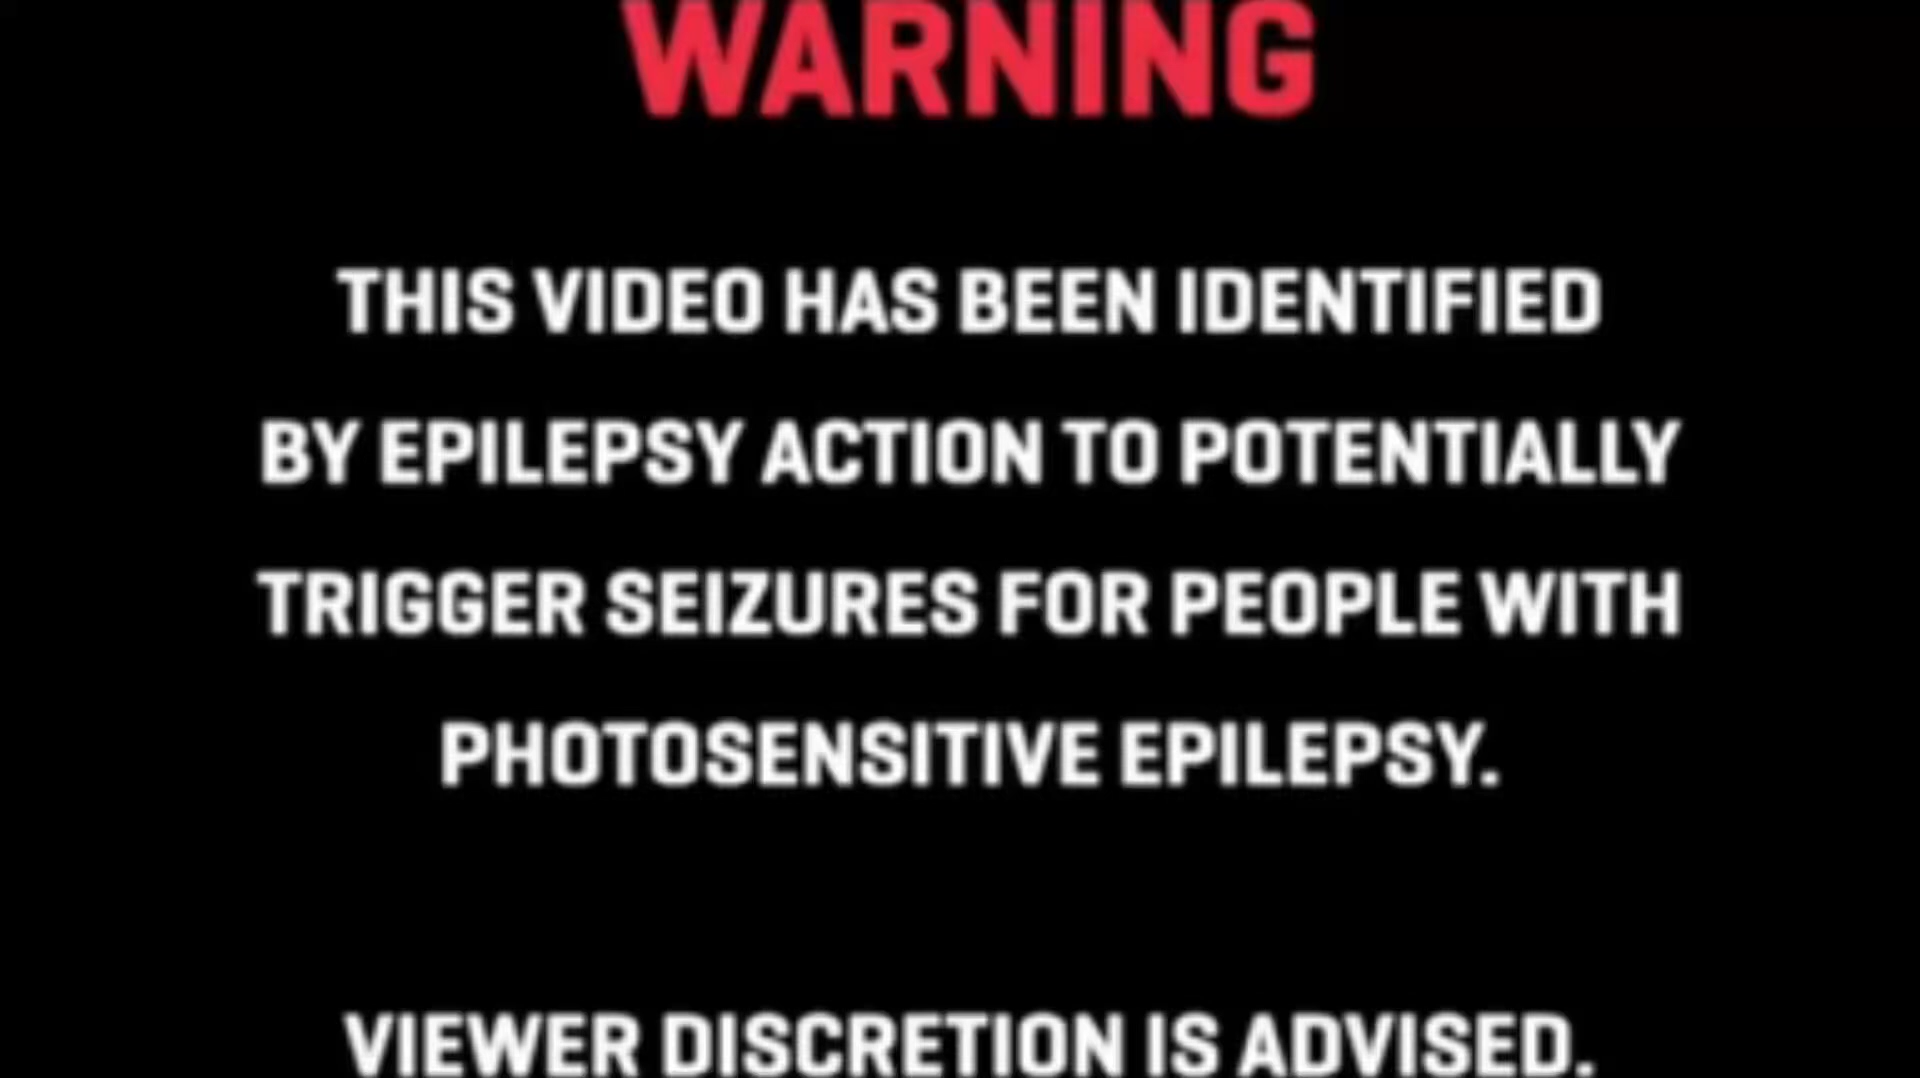 WARNING
THIS VIDEO HAS BEEN IDENTIFIED
BY EPILEPSY ACTION TO POTENTIALLY
TRIGGER SEIZURES FOR PEOPLE WITH
PHOTOSENSITIVE EPILEPSY.
VIEWER DISCRETION IS ADVISED.